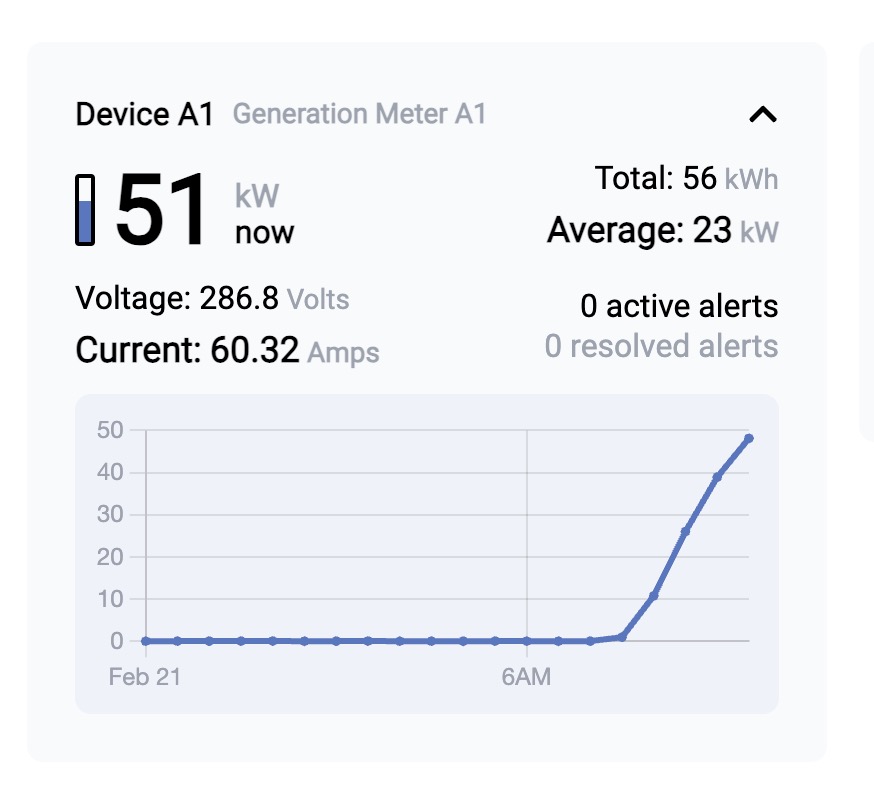 Device A1 Generation Meter A1
51 kW
now
Total: 56 kWh
Average: 23 kW
Voltage: 286.8 Volts
Current: 60.32 Amps
0 active alerts
0 resolved alerts
50
40
30
20
10
0
Feb 21 6AM